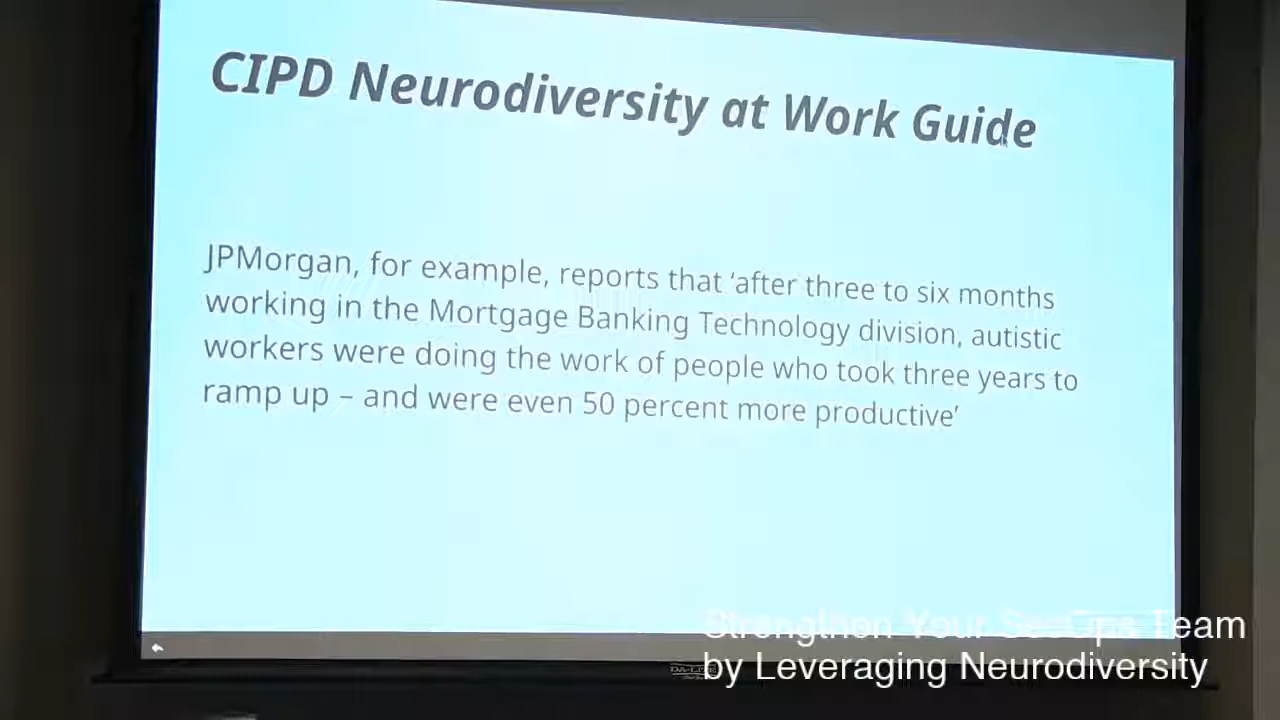 CIPD Neurodiversity at Work Guide
JPMorgan, for example, reports that ‘after three to six months
working in the Mortgage Banking Technology division, autistic
workers were doing the work of people who took three years to
ramp up – and were even 50 percent more productive’
Strengthen Your SecOps Team
by Leveraging Neurodiversity